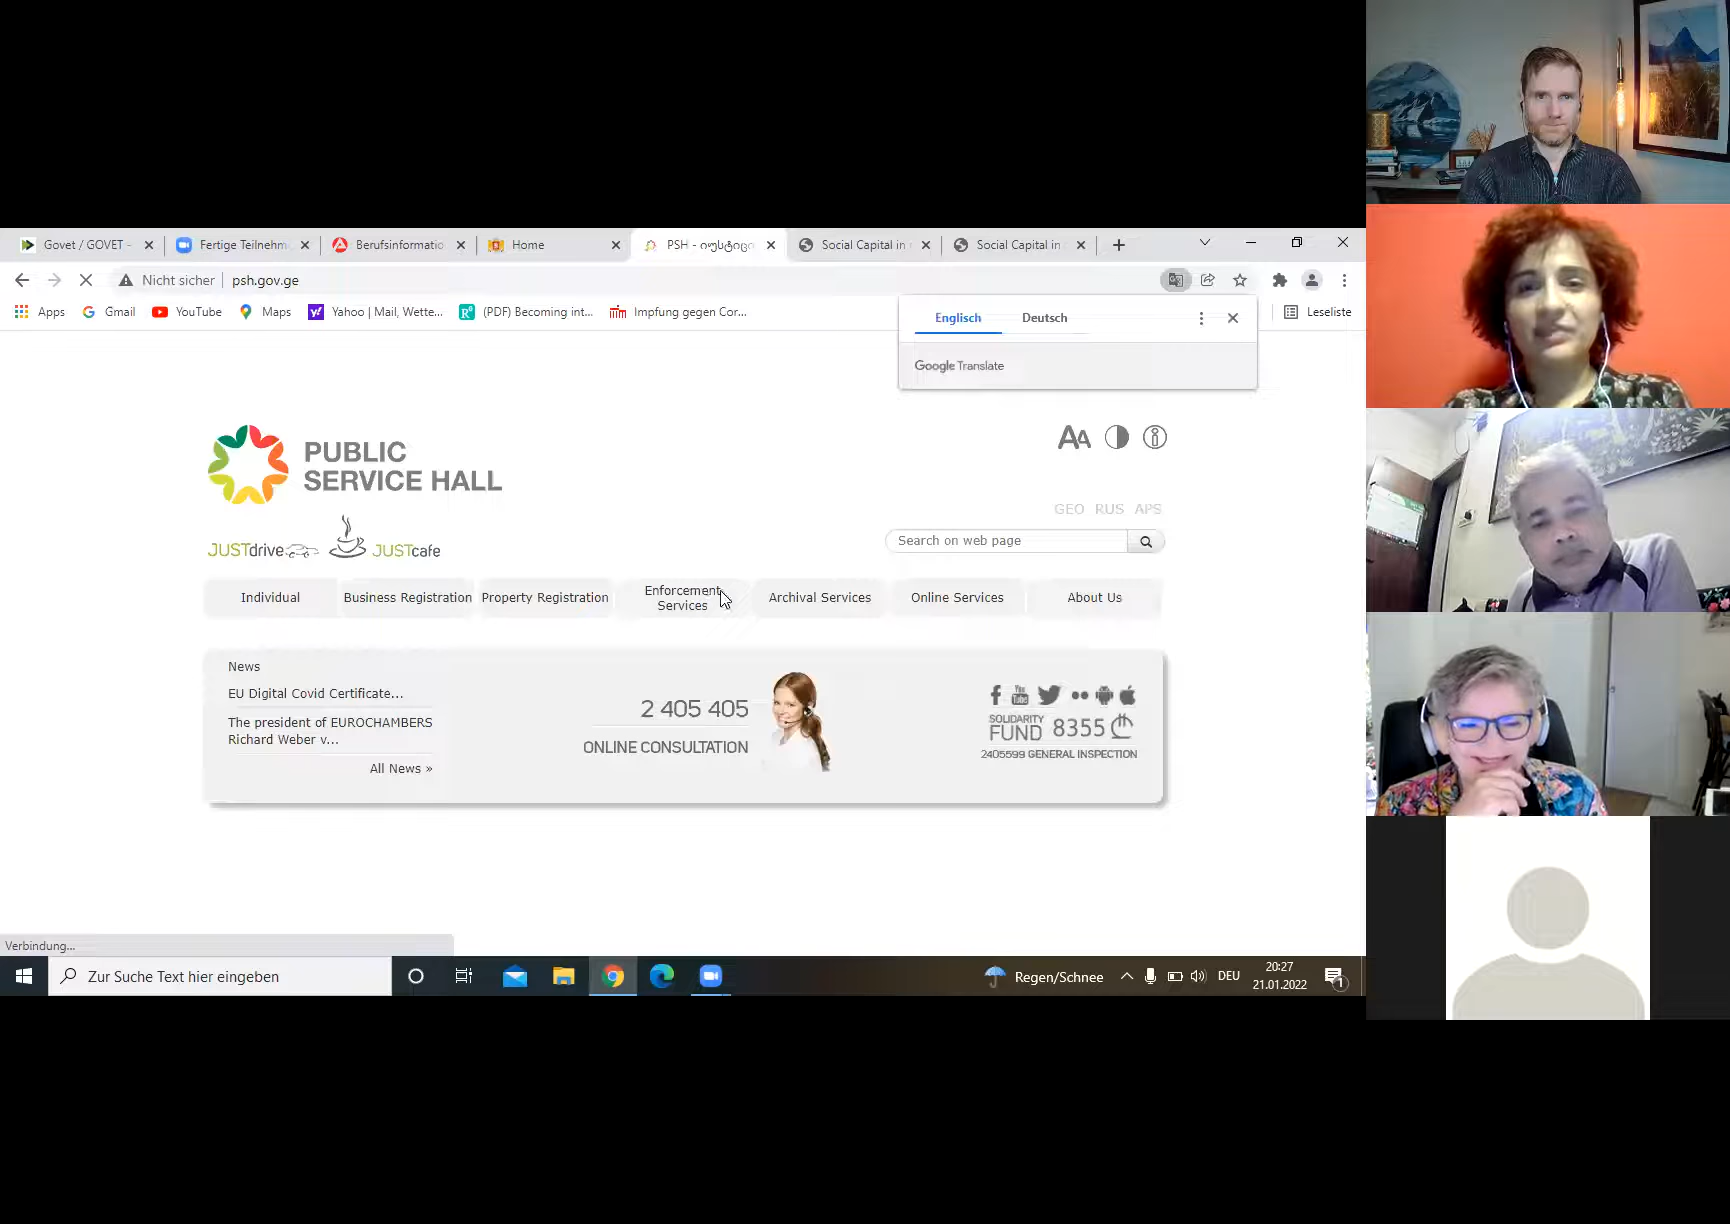 Govet / GOVET -
Fertige Teilnehm
Berufsinformatio
Home
PSH - იუსტიცი
Social Capital in
Social Capital in
Nicht sicher
psh.gov.ge
Apps
Gmail
YouTube
Maps
Yahoo | Mail, Wette...
(PDF) Becoming int...
Impfung gegen Cor...
Leseliste
Englisch
Deutsch
Google Translate
PUBLIC
SERVICE HALL
AA
GEO RUS APS
JUSTdrive
JUSTcafe
Search on web page
Individual
Business Registration
Property Registration
Enforcement
Services
Archival Services
Online Services
About Us
News
EU Digital Covid Certificate...
The president of EUROCHAMBERS
Richard Weber v...
All News »
2 405 405
ONLINE CONSULTATION
You
Tube
SOLIDARITY
FUND 8355
2405599 GENERAL INSPECTION
Verbindung...
Zur Suche Text hier eingeben
Regen/Schnee
DEU
20:27
21.01.2022
1